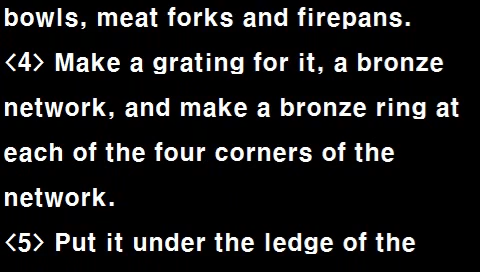 bowls, meat forks and firepans.
<4> Make a grating for it, a bronze
network, and make a bronze ring at
each of the four corners of the
network.
<5> Put it under the ledge of the